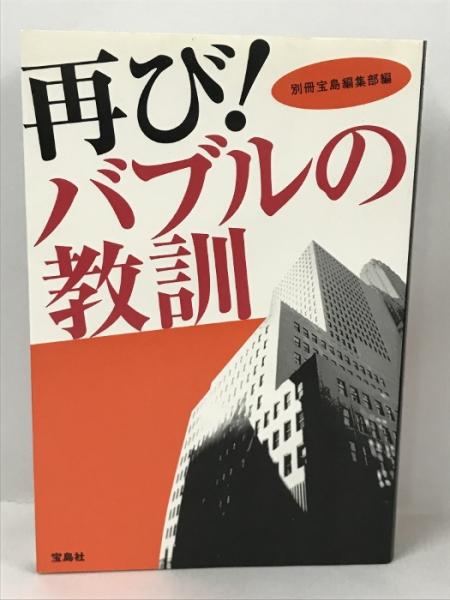 再び!
バブルの
教訓
別冊宝島編集部編
宝島社